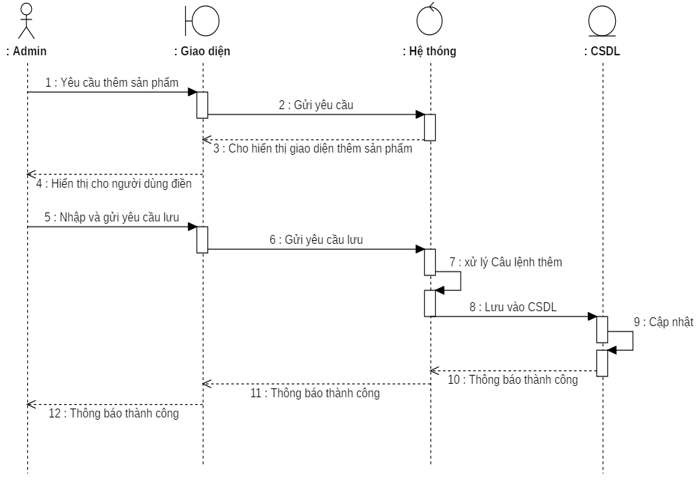 : Admin
: Giao diện
: Hệ thông
: CSDL
1 : Yêu cầu thêm sản phẩm
2 : Gửi yêu cầu
3 : Cho hiển thị giao diện thêm sản phẩm
4 : Hiển thị cho người dùng điền
5 : Nhập và gửi yêu cầu lưu
6 : Gửi yêu cầu lưu
7 : xử lý Câu lệnh thêm
8 : Lưu vào CSDL
9 : Cập nhật
10 : Thông báo thành công
11 : Thông báo thành công
12 : Thông báo thành công